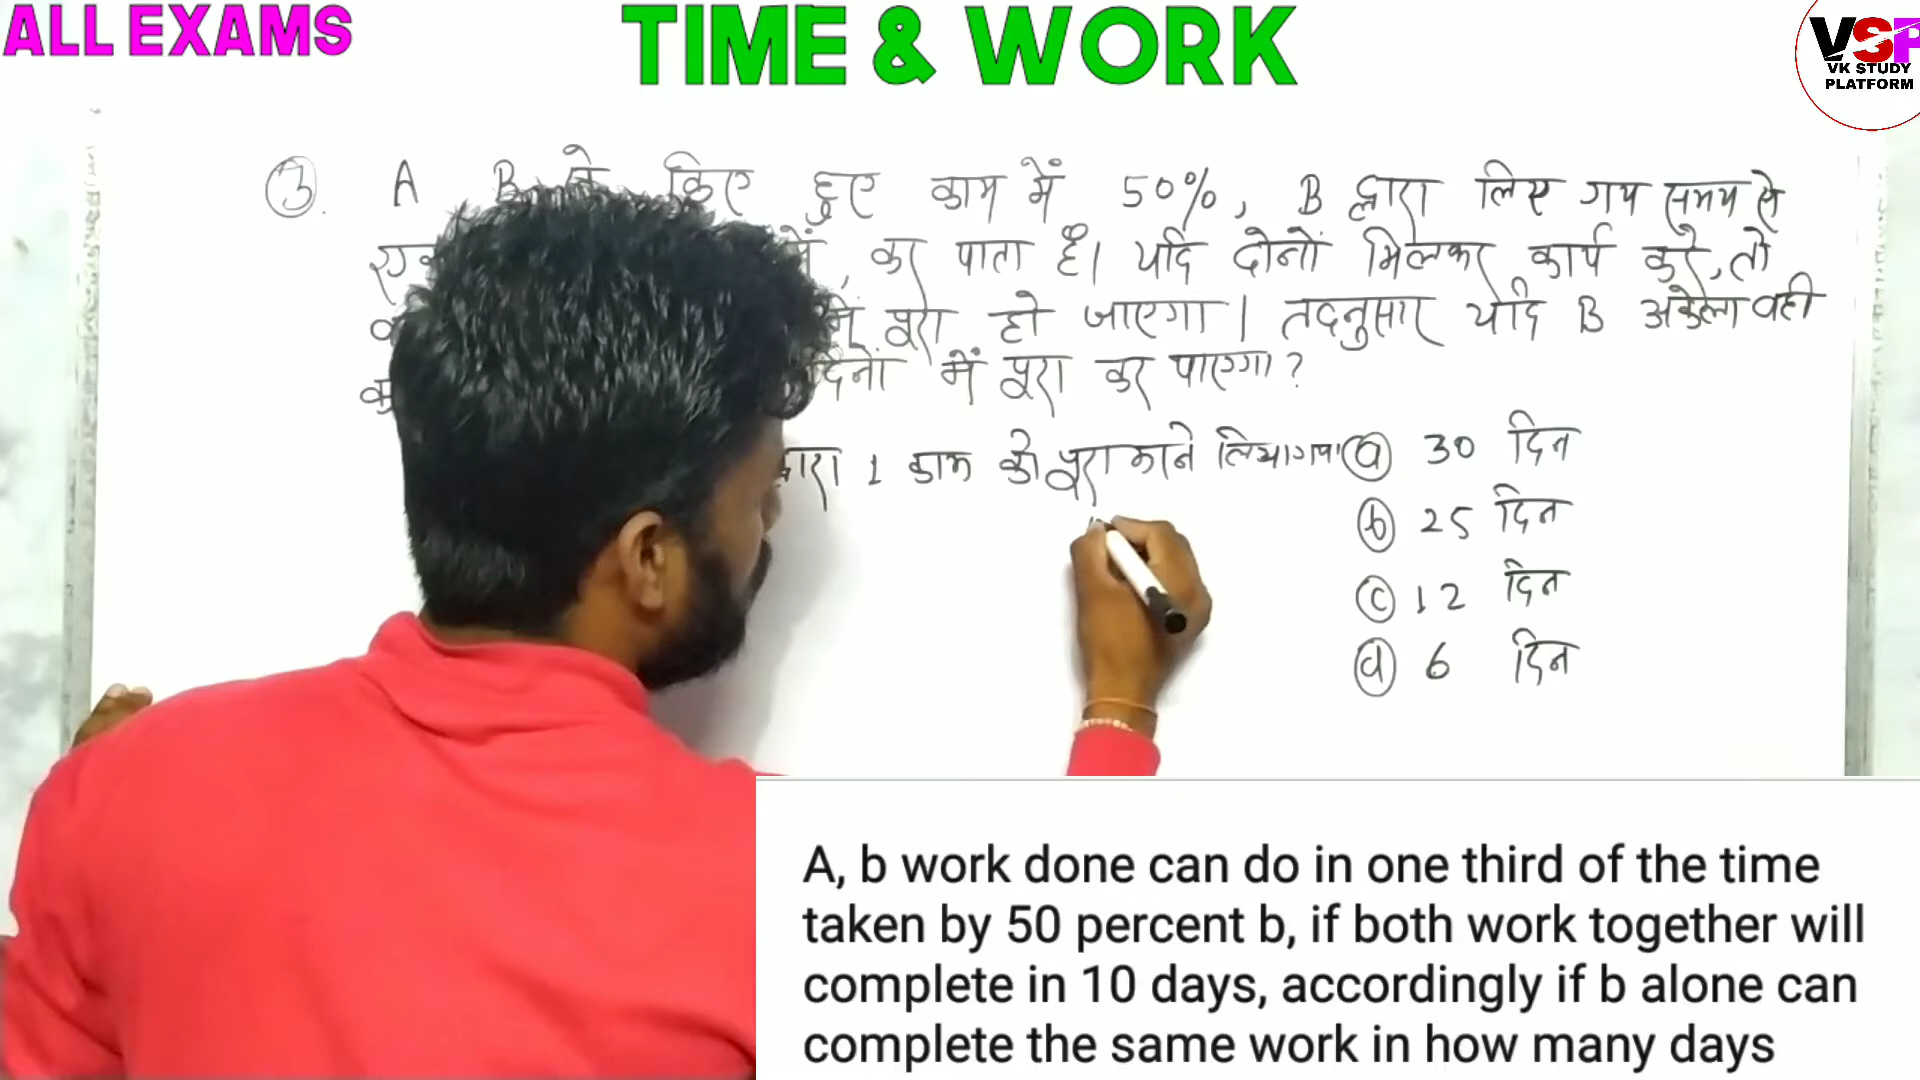 ALL EXAMS
TIME & WORK
VSP
VK STUDY
PLATFORM
3. A B के किए हुए काम में 50%, B द्वारा लिए गय समय से
में, कर पाता है। यदि दोनों मिलकर कार्य करे, तो
में पूरा हो जाएगा। तदनुसार यदि B अकेला वही
दिनों में पूरा कर पाएगा?
द्वारा 1 काम को पूरा करने लिया गया
(a) 30 दिन
(b) 25 दिन
(c) 12 दिन
(d) 6 दिन
A, b work done can do in one third of the time
taken by 50 percent b, if both work together will
complete in 10 days, accordingly if b alone can
complete the same work in how many days